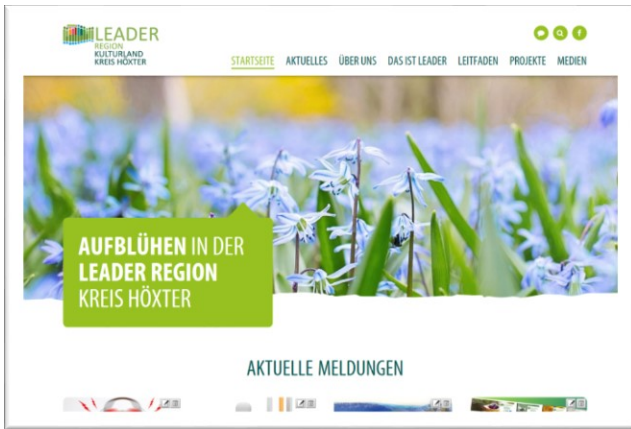 LEADER
REGION
KULTURLAND
KREIS HÖXTER
STARTSEITE AKTUELLES ÜBER UNS DAS IST LEADER LEITFADEN PROJEKTE MEDIEN
AUFBLÜHEN IN DER
LEADER REGION
KREIS HÖXTER
AKTUELLE MELDUNGEN